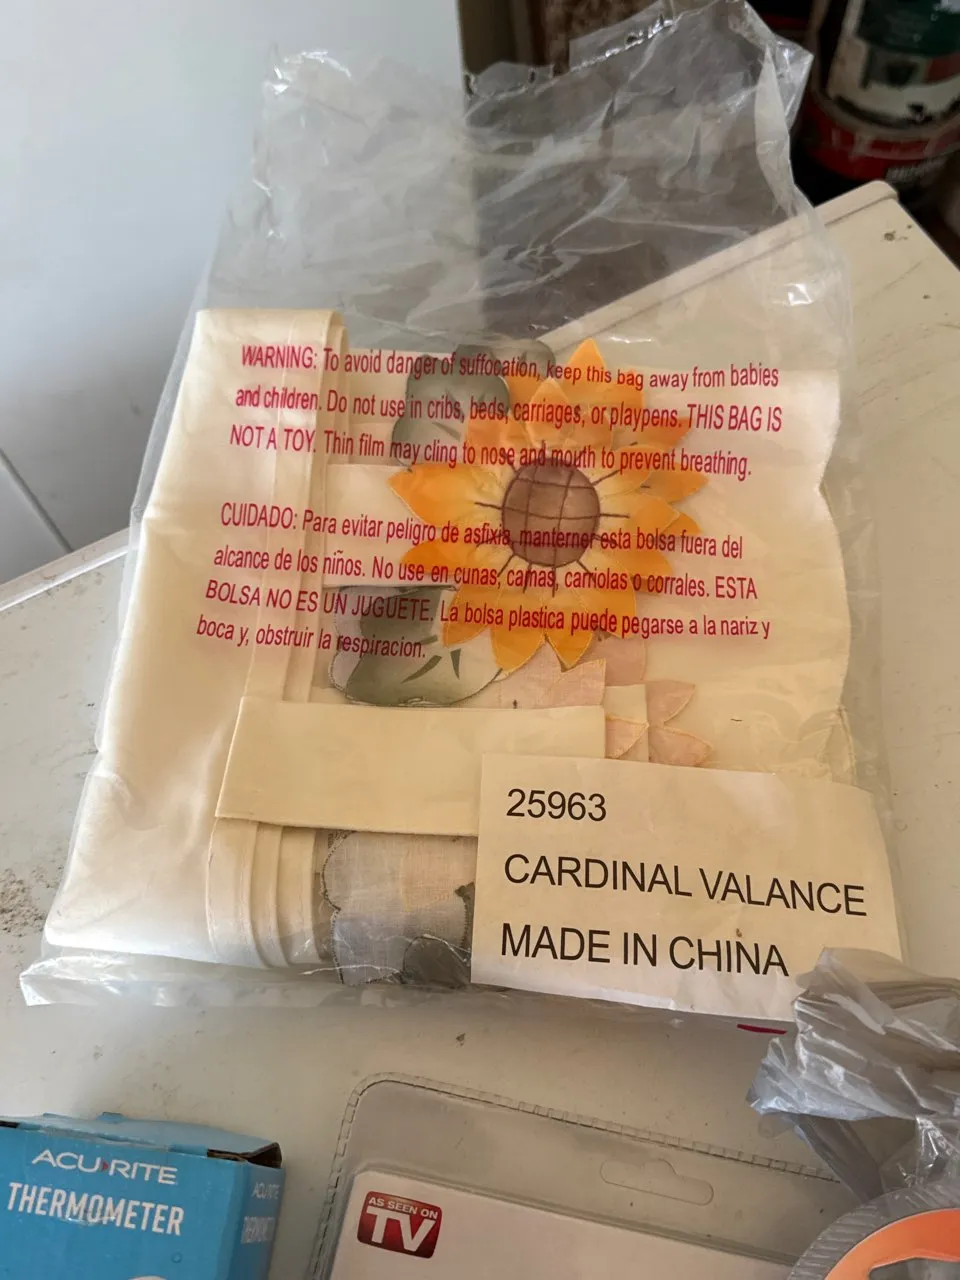 WARNING: To avoid danger of suffocation, keep this bag away from babies
and children. Do not use in cribs, beds, carriages, or playpens. THIS BAG IS
NOT A TOY. Thin film may cling to nose and mouth to prevent breathing.
CUIDADO: Para evitar peligro de asfixia, mantener esta bolsa fuera del
alcance de los niños. No use en cunas, camas, carriolas o corrales. ESTA
BOLSA NO ES UN JUGUETE. La bolsa plastica puede pegarse a la nariz y
boca y, obstruir la respiracion.
25963
CARDINAL VALANCE
MADE IN CHINA
ACURITE
THERMOMETER
ACURITE
AS SEEN ON
TV